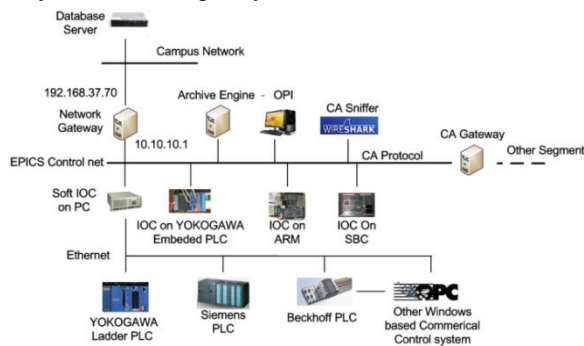 Database
Server
Campus Network
192.168.37.70
Archive Engine - OPI
CA Sniffer
WIRESHARK
Network
Gateway
10.10.10.1
CA Gateway
EPICS Control net
CA Protocol
Other Segment
Soft IOC
on PC
IOC on YOKOGAWA
Embeded PLC
IOC on
ARM
IOC On
SBC
Ethernet
OPC
YOKOGAWA
Ladder PLC
Siemens
PLC
Beckhoff PLC
Other Windows
based Commerical
Control system